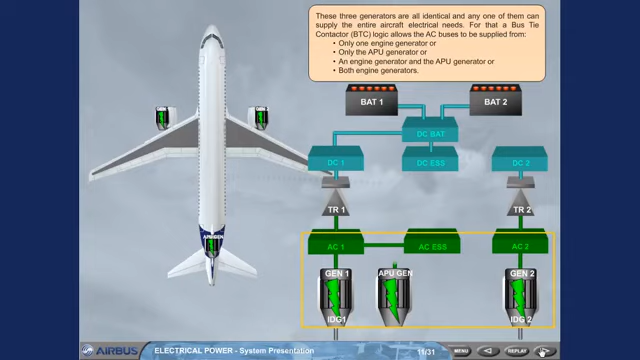 These three generators are all identical and any one of them can
supply the entire aircraft electrical needs. For that a Bus Tie
Contactor (BTC) logic allows the AC buses to be supplied from:
• Only one engine generator or
• Only the APU generator or
• An engine generator and the APU generator or
• Both engine generators.
BAT 1
BAT 2
DC BAT
DC 1
DC ESS
DC 2
TR 1
TR 2
AC 1
AC ESS
AC 2
APU GEN
GEN 1
APU GEN
GEN 2
IDG1
IDG 2
AIRBUS
ELECTRICAL POWER - System Presentation
11/31
MENU
REPLAY